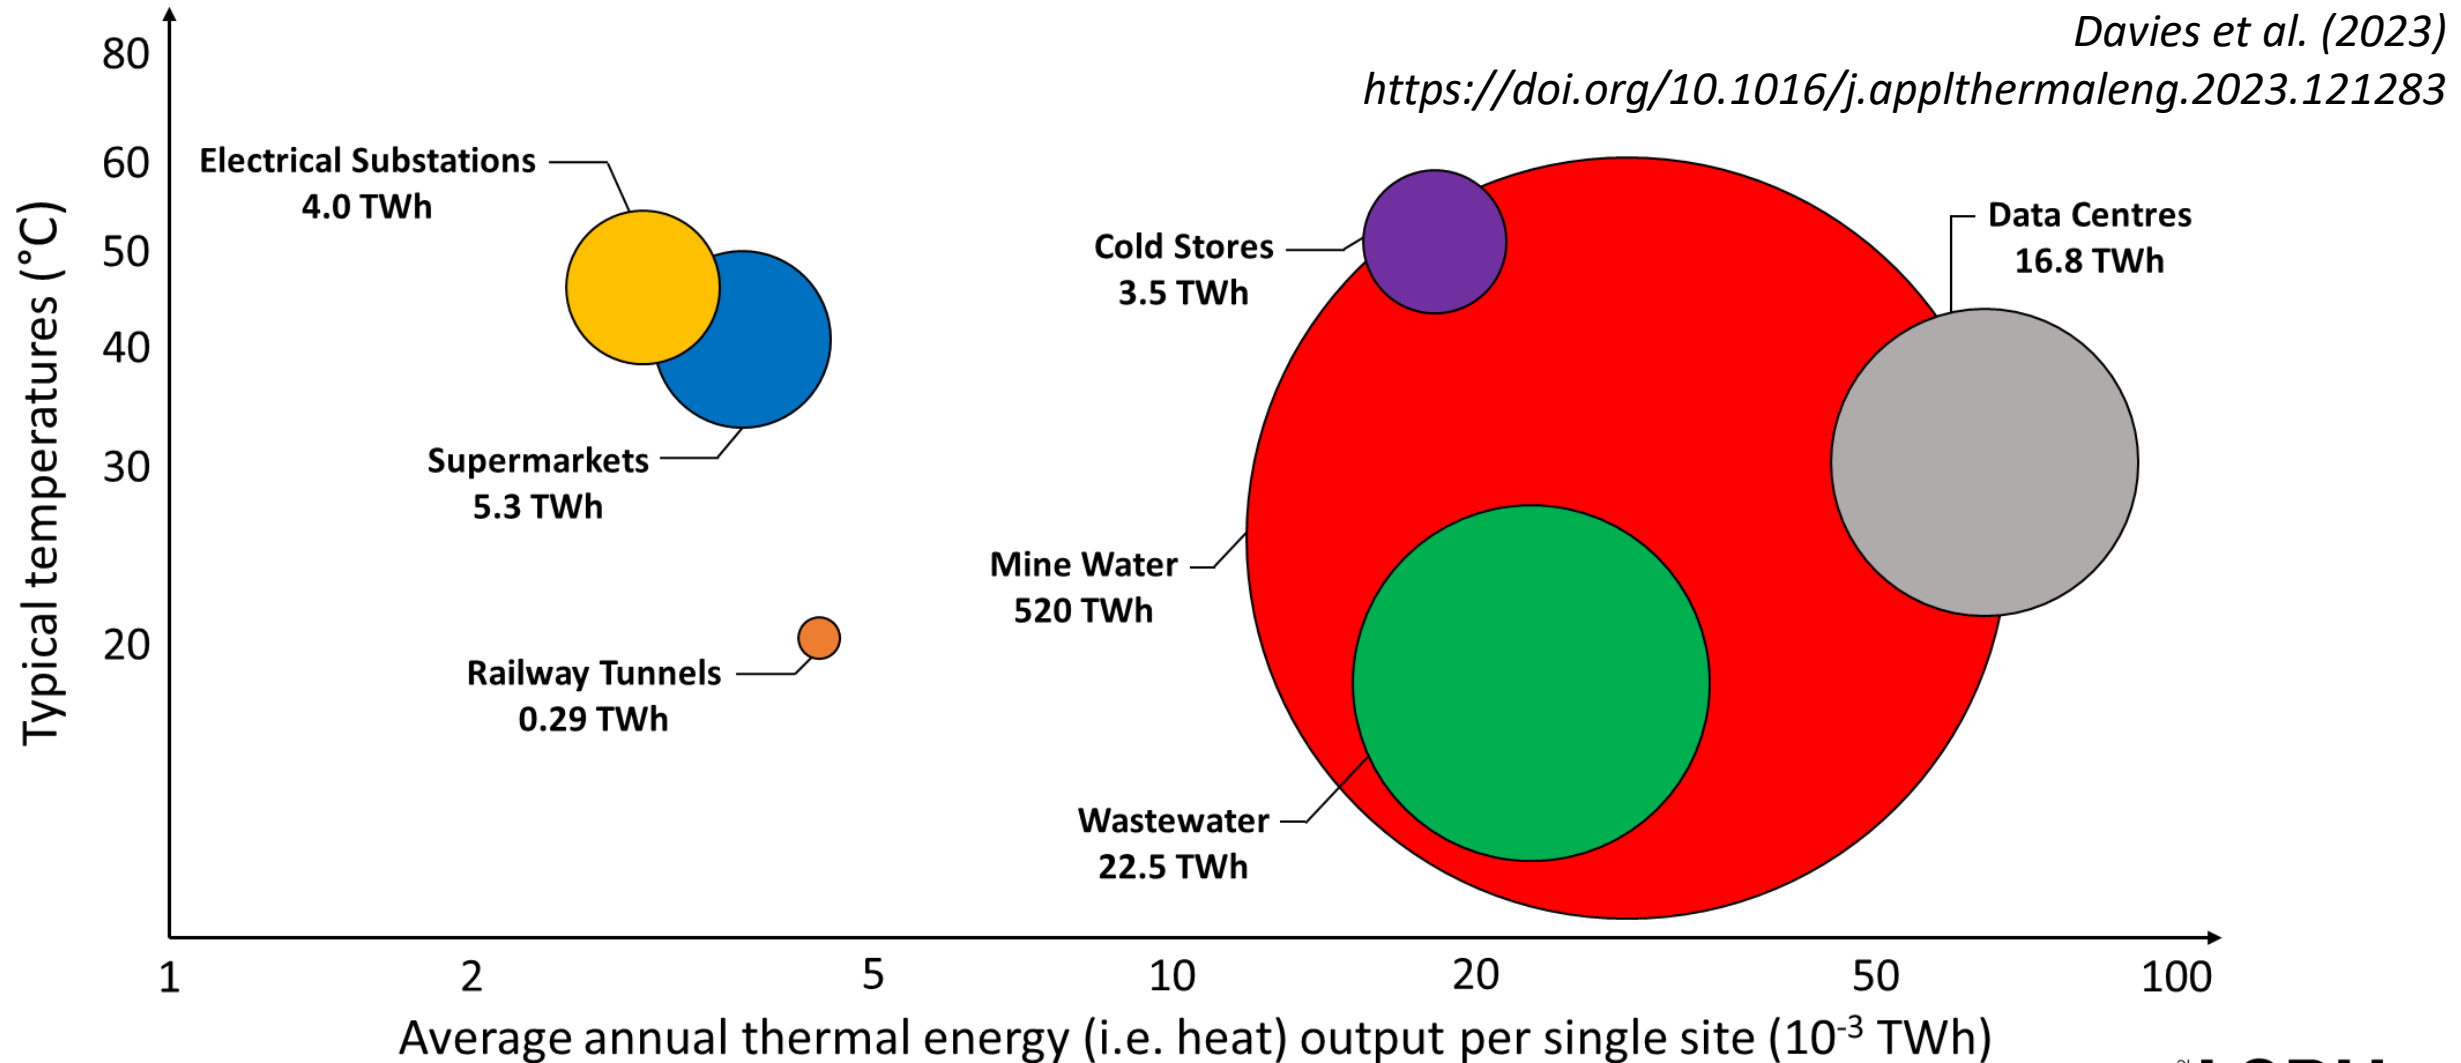 Davies et al. (2023)
https://doi.org/10.1016/j.applthermaleng.2023.121283
80
60
50
40
30
20
Typical temperatures (°C)
Electrical Substations
4.0 TWh
Supermarkets
5.3 TWh
Railway Tunnels
0.29 TWh
Cold Stores
3.5 TWh
Data Centres
16.8 TWh
Mine Water
520 TWh
Wastewater
22.5 TWh
1 2 5 10 20 50 100
Average annual thermal energy (i.e. heat) output per single site (10⁻³ TWh)